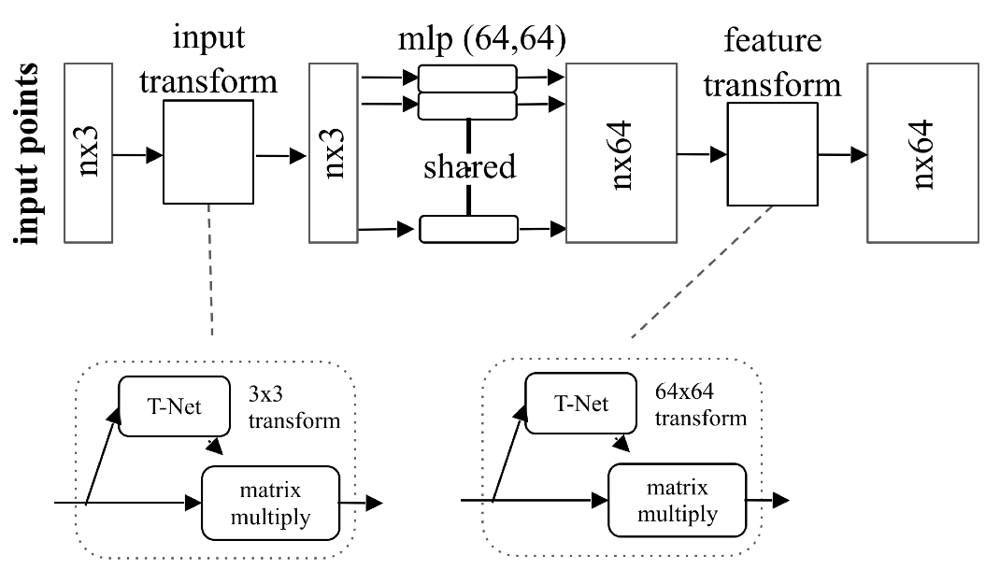 input points
nx3
input
transform
nx3
mlp (64,64)
shared
nx64
feature
transform
nx64
T-Net
3x3
transform
matrix
multiply
T-Net
64x64
transform
matrix
multiply